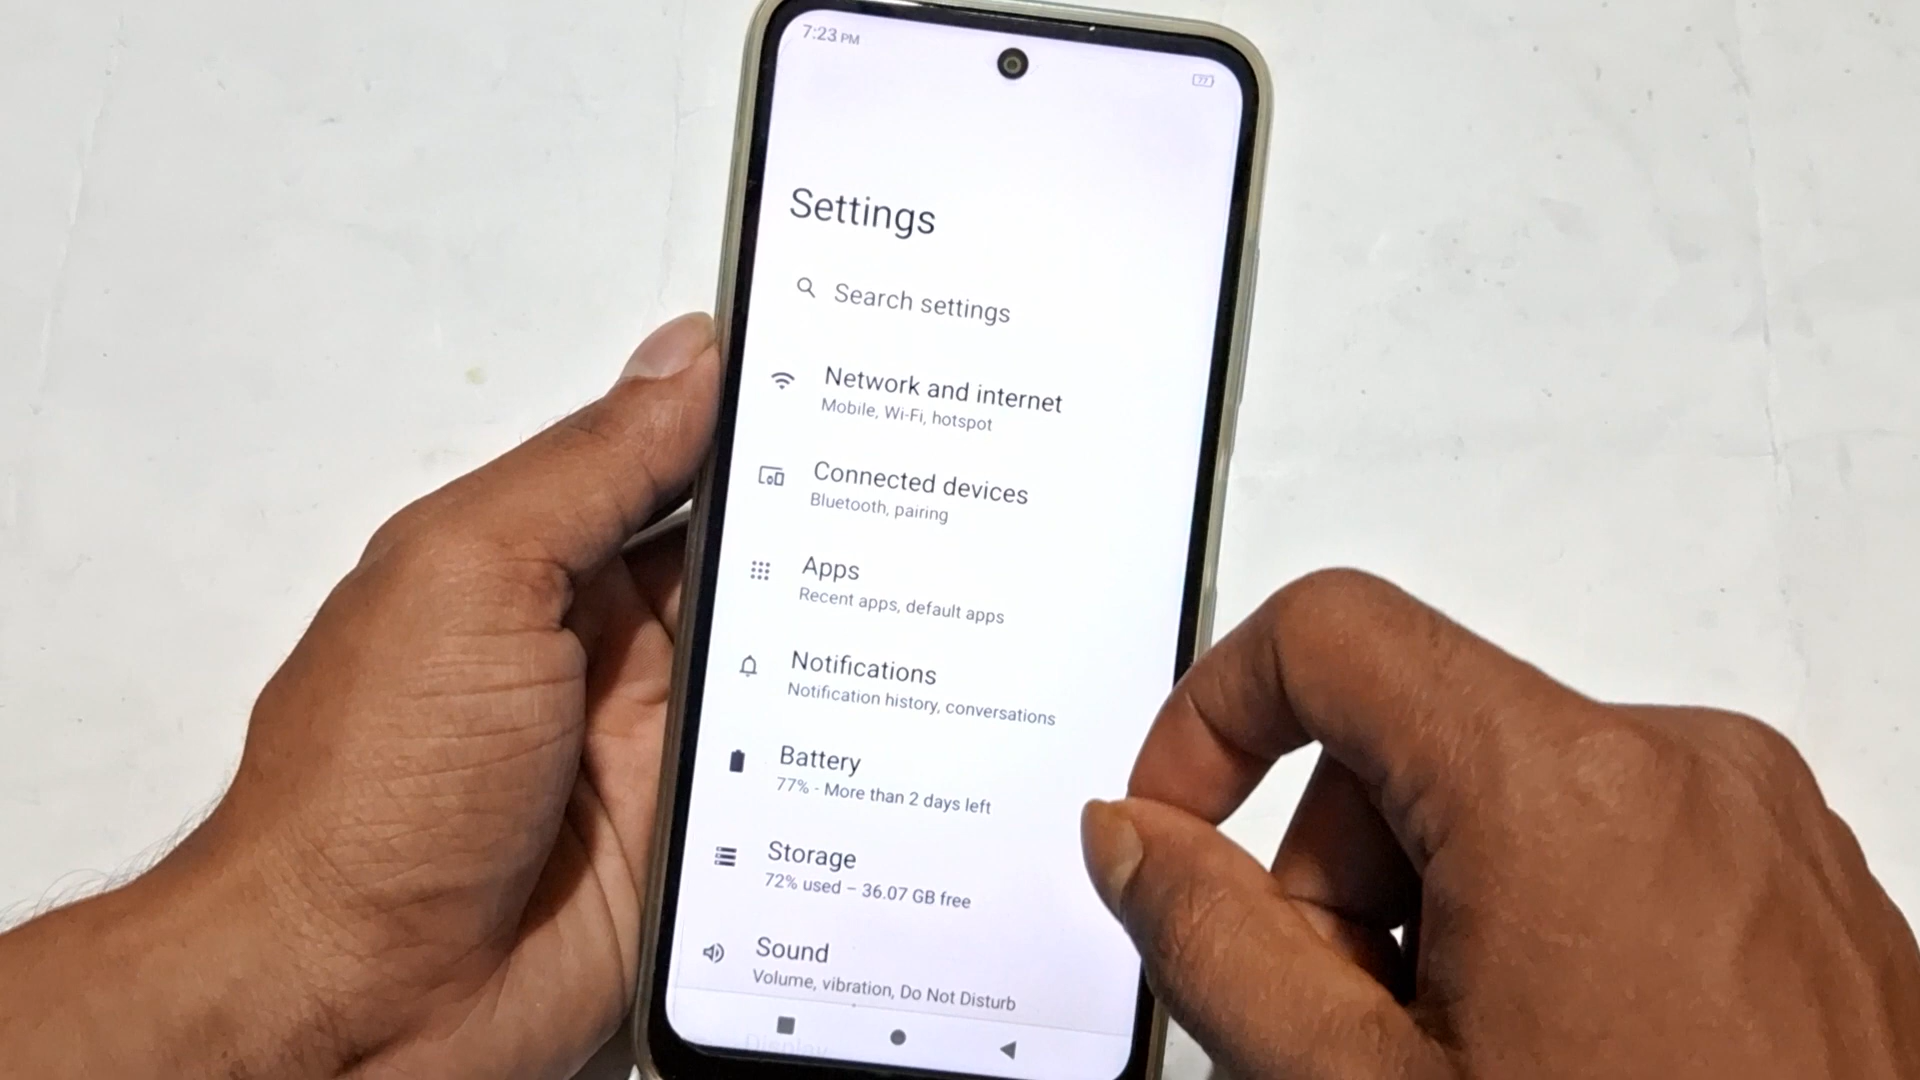 7:23 PM
77
Settings
Search settings
Network and internet
Mobile, Wi-Fi, hotspot
Connected devices
Bluetooth, pairing
Apps
Recent apps, default apps
Notifications
Notification history, conversations
Battery
77% - More than 2 days left
Storage
72% used – 36.07 GB free
Sound
Volume, vibration, Do Not Disturb
Display